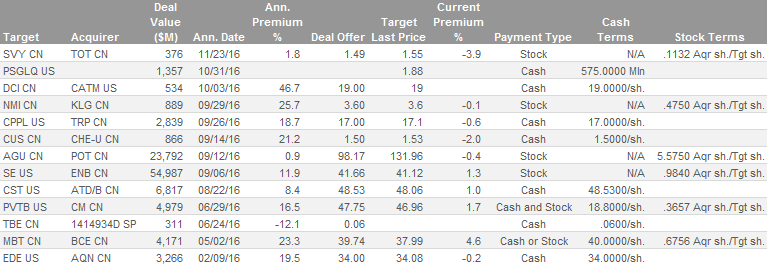 Deal Ann. Target Current
Value Premium Last Price Premium Cash
Target Acquirer ($M) Ann. Date % Deal Offer Last Price % Payment Type Terms Stock Terms
SVY CN TOT CN 376 11/23/16 1.8 1.49 1.55 -3.9 Stock N/A .1132 Aqr sh./Tgt sh.
PSGLQ US 1,357 10/31/16 1.88 Cash 575.0000 Mln
DCI CN CATM US 534 10/03/16 46.7 19.00 19 Cash 19.0000/sh.
NMI CN KLG CN 889 09/29/16 25.7 3.60 3.6 -0.1 Stock N/A .4750 Aqr sh./Tgt sh.
CPPL US TRP CN 2,839 09/26/16 18.7 17.00 17.1 -0.6 Cash 17.0000/sh.
CUS CN CHE-U CN 866 09/14/16 21.2 1.50 1.53 -2.0 Cash 1.5000/sh.
AGU CN POT CN 23,792 09/12/16 0.9 98.17 131.96 -0.4 Stock N/A 5.5750 Aqr sh./Tgt sh.
SE US ENB CN 54,987 09/06/16 11.9 41.66 41.12 1.3 Stock N/A .9840 Aqr sh./Tgt sh.
CST US ATD/B CN 6,817 08/22/16 8.4 48.53 48.06 1.0 Cash 48.5300/sh.
PVTB US CM CN 4,979 06/29/16 16.5 47.75 46.96 1.7 Cash and Stock 18.8000/sh. .3657 Aqr sh./Tgt sh.
TBE CN 1414934D SP 311 06/24/16 -12.1 0.06 Cash .0600/sh.
MBT CN BCE CN 4,171 05/02/16 23.3 39.74 37.99 4.6 Cash or Stock 40.0000/sh. .6756 Aqr sh./Tgt sh.
EDE US AQN CN 3,266 02/09/16 19.5 34.00 34.08 -0.2 Cash 34.0000/sh.